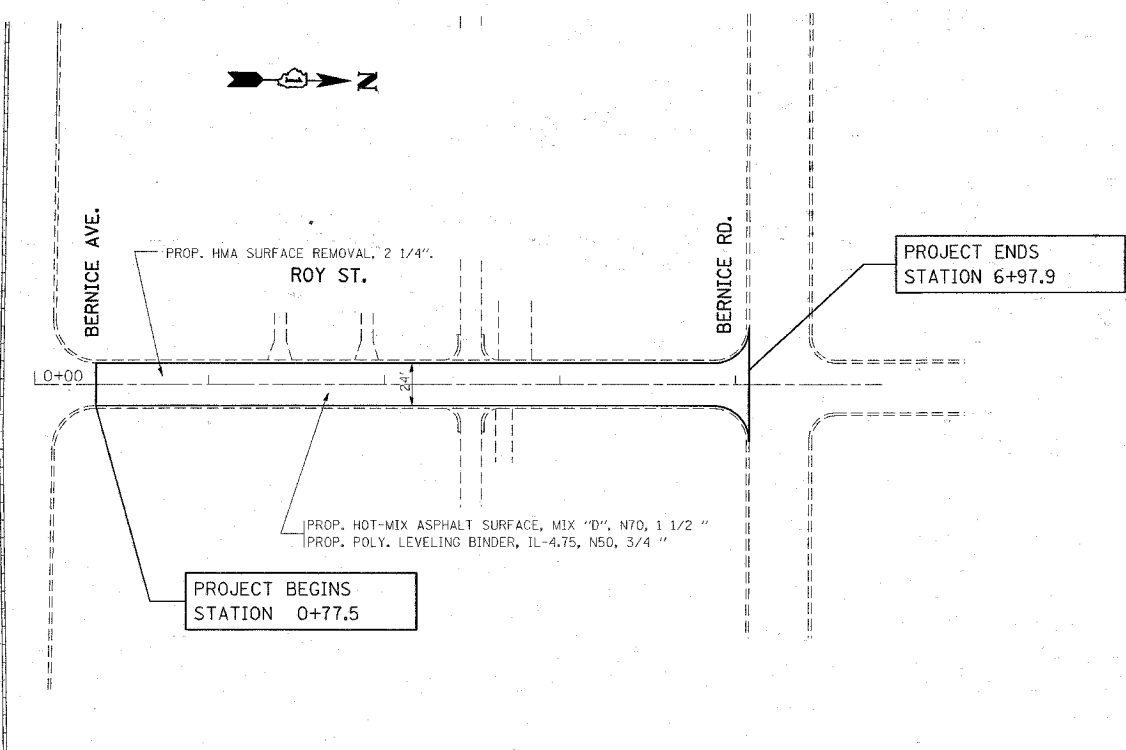 N
BERNICE AVE.
PROP. HMA SURFACE REMOVAL, 2 1/4".
ROY ST.
BERNICE RD.
PROJECT ENDS
STATION 6+97.9
0+00
24'
PROP. HOT-MIX ASPHALT SURFACE, MIX "D", N70, 1 1/2 "
PROP. POLY. LEVELING BINDER, IL-4.75, N50, 3/4 "
PROJECT BEGINS
STATION 0+77.5